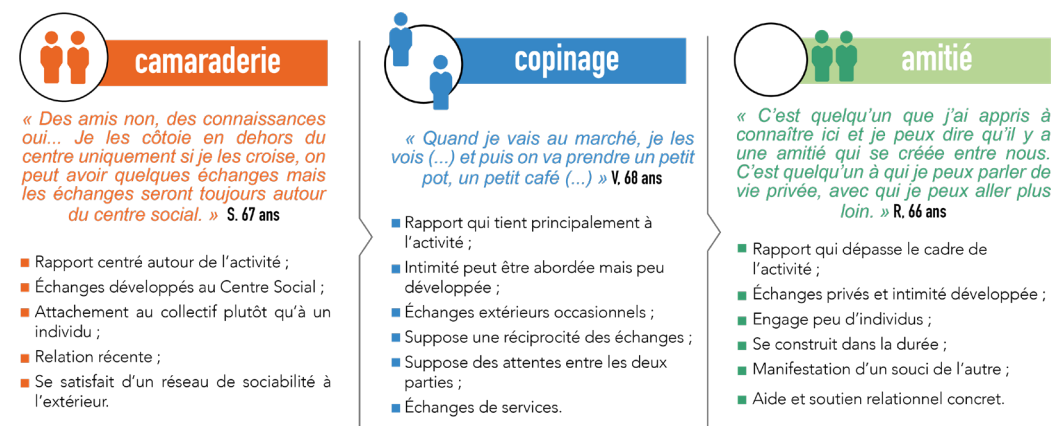 camaraderie
« Des amis non, des connaissances
oui... Je les côtoie en dehors du
centre uniquement si je les croise, on
peut avoir quelques échanges mais
les échanges seront toujours autour
du centre social. » S. 67 ans
Rapport centré autour de l'activité ;
Échanges développés au Centre Social ;
Attachement au collectif plutôt qu'à un
individu ;
Relation récente ;
Se satisfait d'un réseau de sociabilité à
l'extérieur.
copinage
« Quand je vais au marché, je les
vois (...) et puis on va prendre un petit
pot, un petit café (...) » V. 68 ans
Rapport qui tient principalement à
l'activité ;
Intimité peut être abordée mais peu
développée ;
Échanges extérieurs occasionnels ;
Suppose une réciprocité des échanges ;
Suppose des attentes entre les deux
parties ;
Échanges de services.
amitié
« C'est quelqu'un que j'ai appris à
connaître ici et je peux dire qu'il y a
une amitié qui se créée entre nous.
C'est quelqu'un à qui je peux parler de
vie privée, avec qui je peux aller plus
loin. » R. 66 ans
Rapport qui dépasse le cadre de
l'activité ;
Échanges privés et intimité développée ;
Engage peu d'individus ;
Se construit dans la durée ;
Manifestation d'un souci de l'autre ;
Aide et soutien relationnel concret.